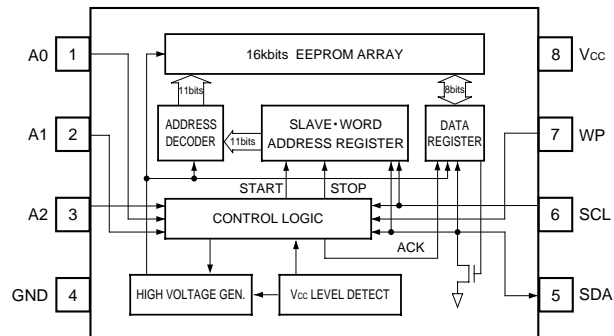 A0 1
16kbits EEPROM ARRAY
8 Vcc
11bits
8bits
A1 2
ADDRESS
DECODER
11bits
SLAVE・WORD
ADDRESS REGISTER
DATA
REGISTER
7 WP
START
STOP
A2 3
CONTROL LOGIC
6 SCL
ACK
GND 4
HIGH VOLTAGE GEN.
Vcc LEVEL DETECT
5 SDA